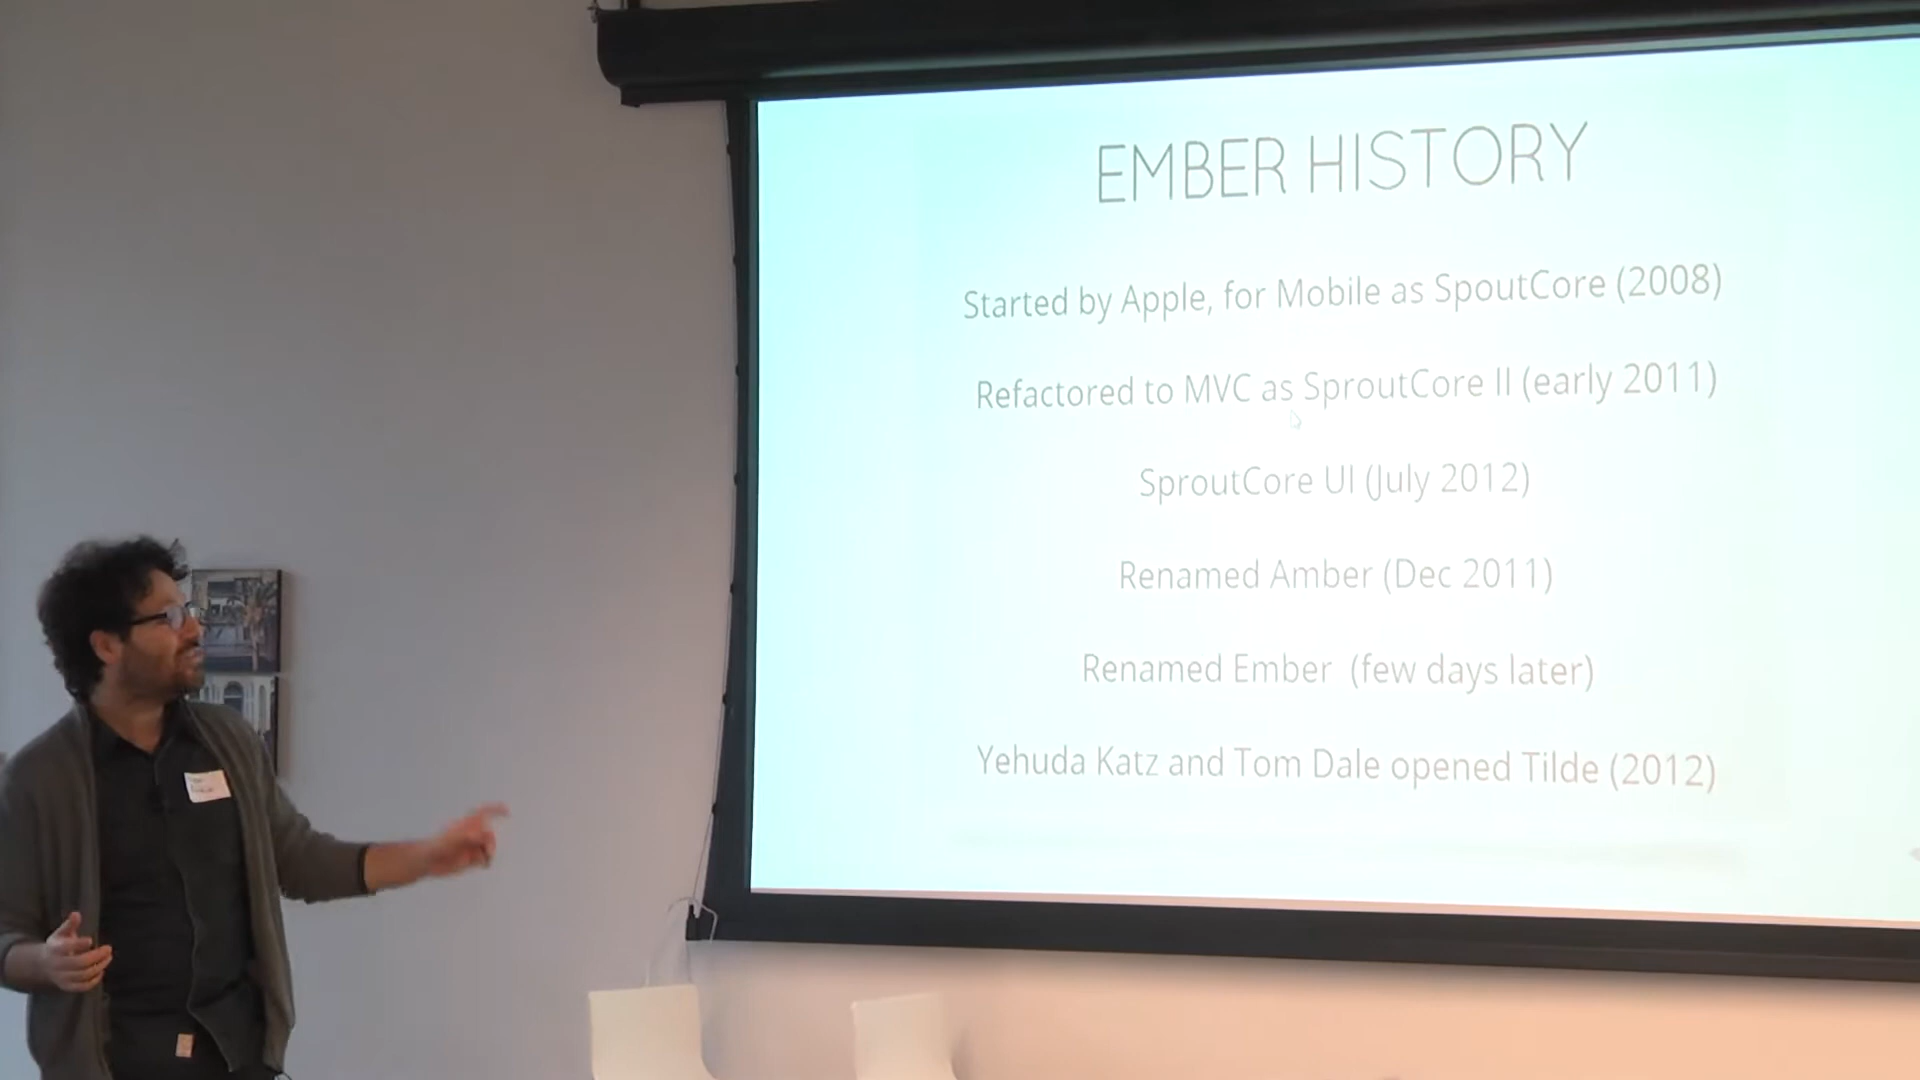 EMBER HISTORY
Started by Apple, for Mobile as SpoutCore (2008)
Refactored to MVC as SproutCore II (early 2011)
SproutCore UI (July 2012)
Renamed Amber (Dec 2011)
Renamed Ember (few days later)
Yehuda Katz and Tom Dale opened Tilde (2012)